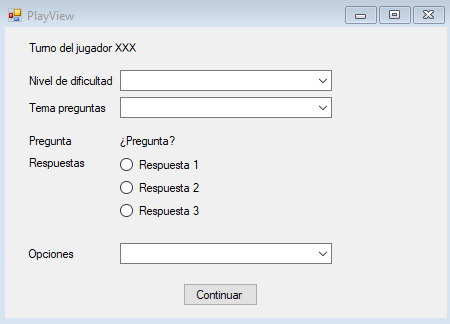 PlayView
Turno del jugador XXX
Nivel de dificultad
Tema preguntas
Pregunta ¿Pregunta?
Respuestas Respuesta 1
Respuesta 2
Respuesta 3
Opciones
Continuar